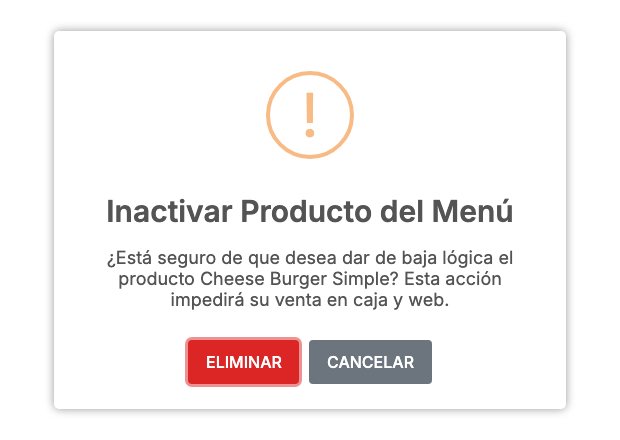 Inactivar Producto del Menú
¿Está seguro de que desea dar de baja lógica el
producto Cheese Burger Simple? Esta acción
impedirá su venta en caja y web.
ELIMINAR
CANCELAR